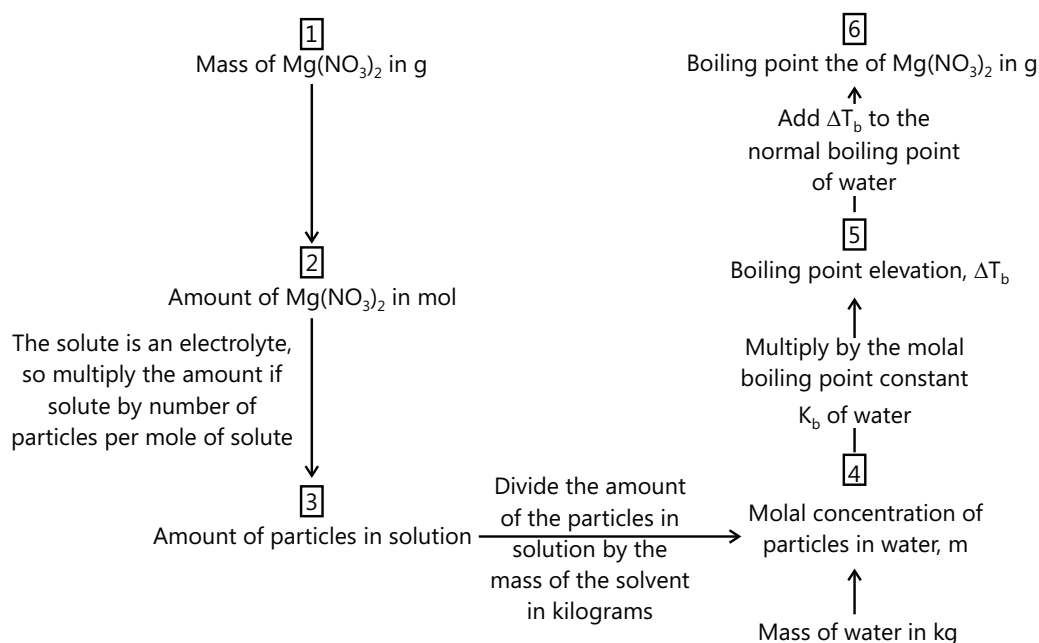 1
Mass of Mg(NO₃)₂ in g
2
Amount of Mg(NO₃)₂ in mol
The solute is an electrolyte,
so multiply the amount if
solute by number of
particles per mole of solute
3
Amount of particles in solution
Divide the amount
of the particles in
solution by the
mass of the solvent
in kilograms
6
Boiling point the of Mg(NO₃)₂ in g
Add ΔT_b to the
normal boiling point
of water
5
Boiling point elevation, ΔT_b
Multiply by the molal
boiling point constant
K_b of water
4
Molal concentration of
particles in water, m
Mass of water in kg